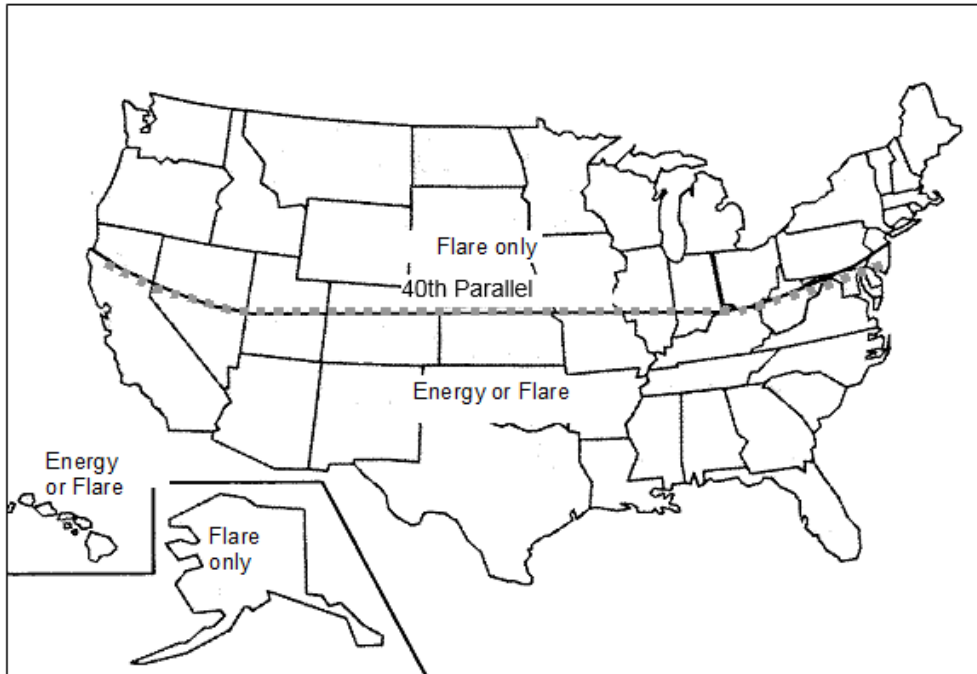 Flare only
40th Parallel
Energy or Flare
Energy
or Flare
Flare
only